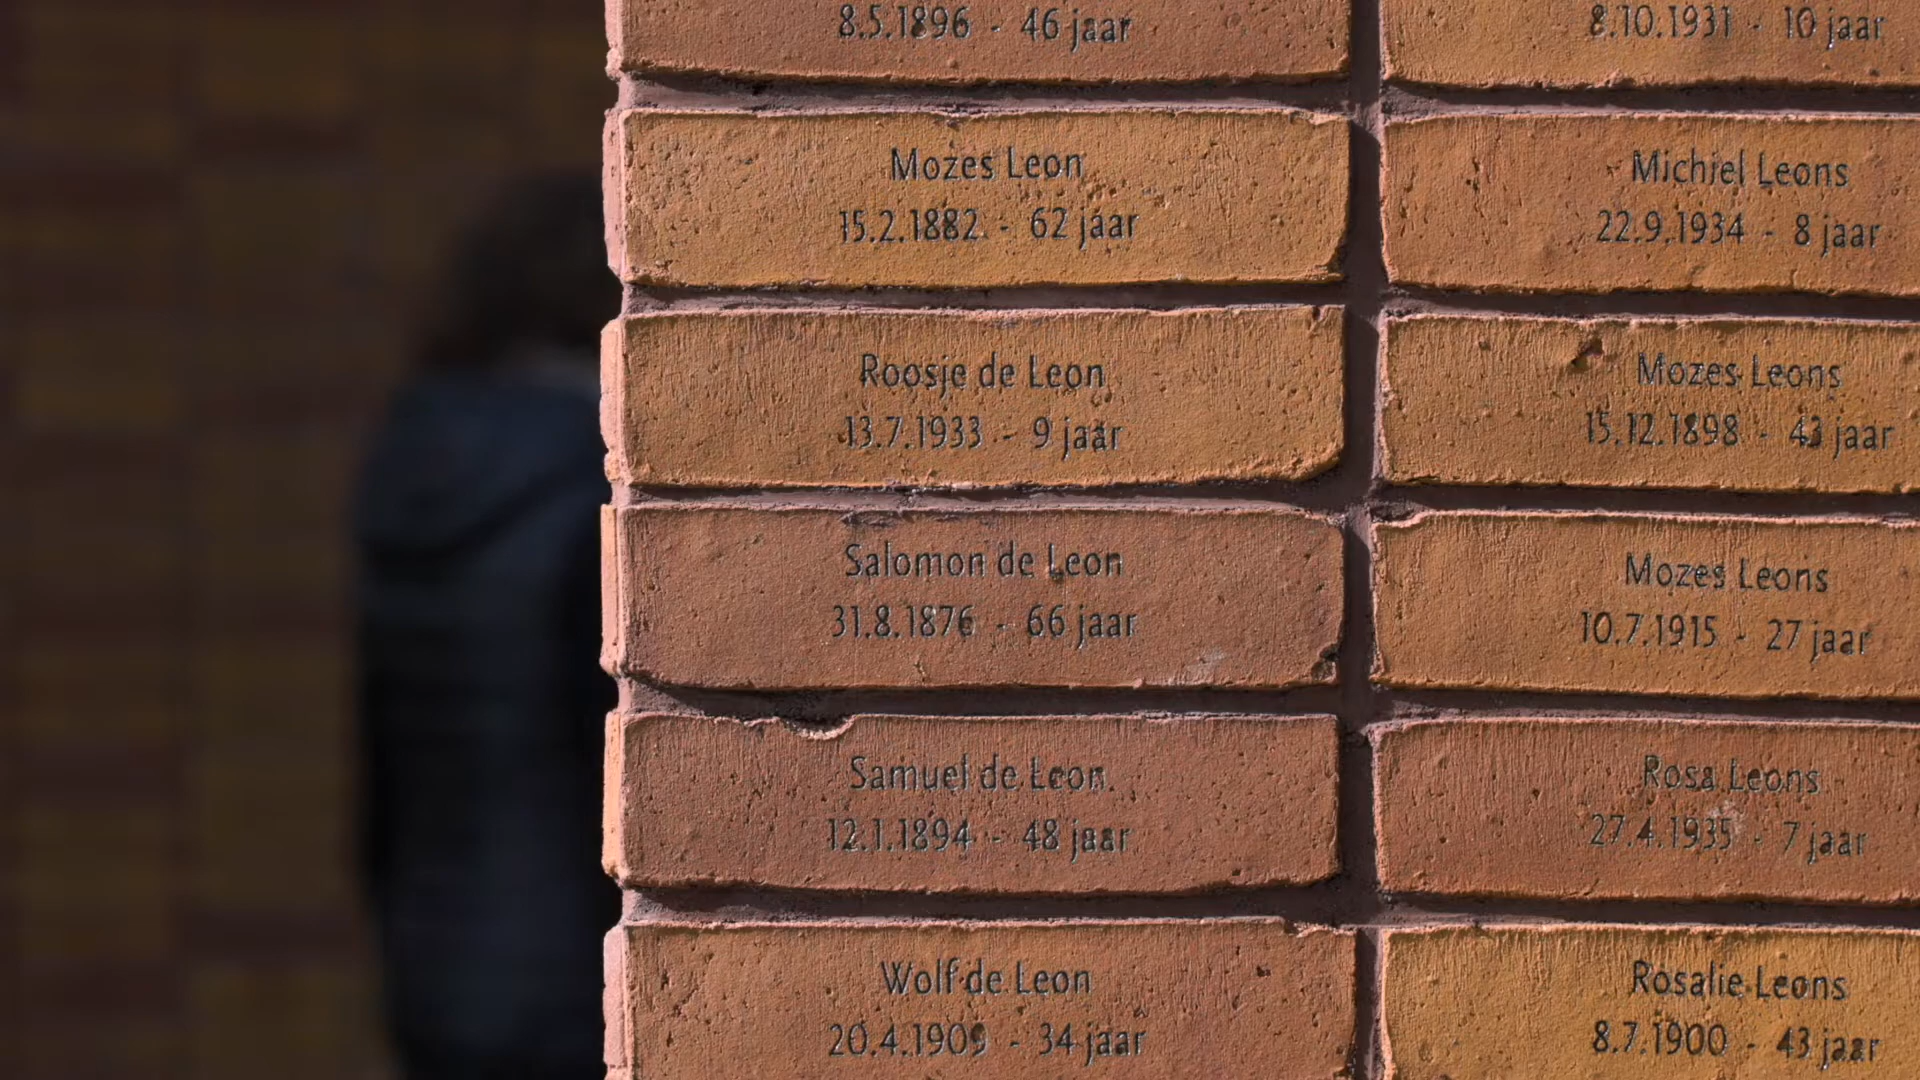 8.5.1896 - 46 jaar
Mozes Leon
15.2.1882 - 62 jaar
Roosje de Leon
13.7.1933 - 9 jaar
Salomon de Leon
31.8.1876 - 66 jaar
Samuel de Leon
12.1.1894 - 48 jaar
Wolf de Leon
20.4.1909 - 34 jaar
8.10.1931 - 10 jaar
Michiel Leons
22.9.1934 - 8 jaar
Mozes Leons
15.12.1898 - 43 jaar
Mozes Leons
10.7.1915 - 27 jaar
Rosa Leons
27.4.1935 - 7 jaar
Rosalie Leons
8.7.1900 - 43 jaar